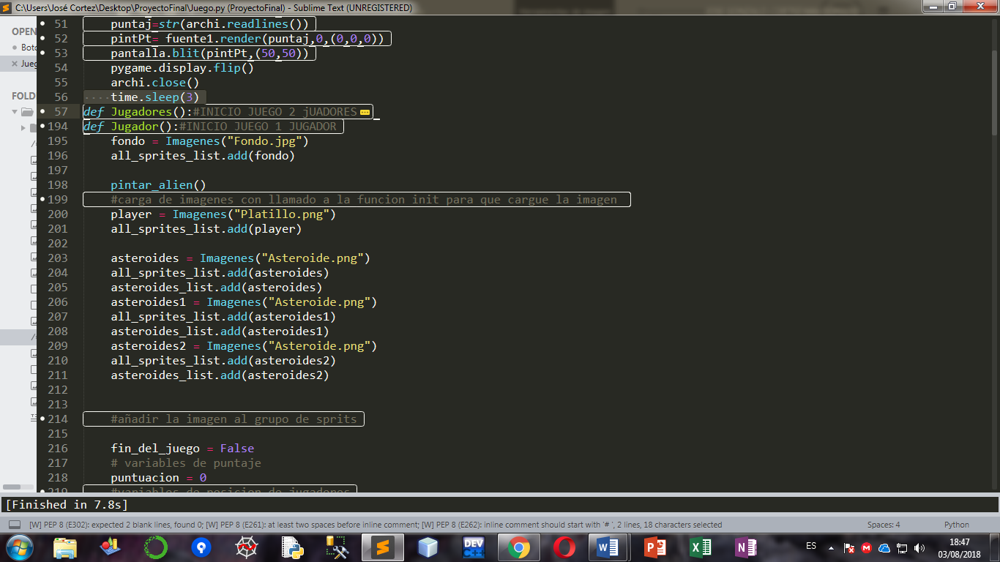 C:\Users\José Cortez\Desktop\ProyectoFinal\Juego.py (ProyectoFinal) - Sublime Text (UNREGISTERED)
OPEN
Boto
Jueg
FOLD
51 puntaj=str(archi.readlines())
52 pintPt= fuente1.render(puntaj,0,(0,0,0))
53 pantalla.blit(pintPt,(50,50))
54 pygame.display.flip()
55 archi.close()
56 time.sleep(3)
57 def Jugadores():#INICIO JUEGO 2 jUADORES
194 def Jugador():#INICIO JUEGO 1 JUGADOR
195 fondo = Imagenes("Fondo.jpg")
196 all_sprites_list.add(fondo)
197
198 pintar_alien()
199 #carga de imagenes con llamado a la funcion init para que cargue la imagen
200 player = Imagenes("Platillo.png")
201 all_sprites_list.add(player)
202
203 asteroides = Imagenes("Asteroide.png")
204 all_sprites_list.add(asteroides)
205 asteroides_list.add(asteroides)
206 asteroides1 = Imagenes("Asteroide.png")
207 all_sprites_list.add(asteroides1)
208 asteroides_list.add(asteroides1)
209 asteroides2 = Imagenes("Asteroide.png")
210 all_sprites_list.add(asteroides2)
211 asteroides_list.add(asteroides2)
212
213
214 #añadir la imagen al grupo de sprits
215
216 fin_del_juego = False
217 # variables de puntaje
218 puntuacion = 0
219 #variables de posicion de jugadores
[Finished in 7.8s]
[W] PEP 8 (E302): expected 2 blank lines, found 0; [W] PEP 8 (E261): at least two spaces before inline comment; [W] PEP 8 (E262): inline comment should start with '# ', 2 lines, 18 characters selected
Spaces: 4
Python
DEV C++
ES
18:47
03/08/2018